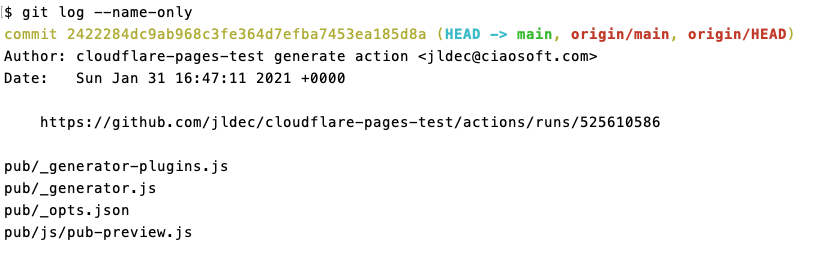 $ git log --name-only
commit 2422284dc9ab968c3fe364d7efba7453ea185d8a (HEAD -> main, origin/main, origin/HEAD)
Author: cloudflare-pages-test generate action <jldec@ciaosoft.com>
Date:   Sun Jan 31 16:47:11 2021 +0000
    https://github.com/jldec/cloudflare-pages-test/actions/runs/525610586
pub/_generator-plugins.js
pub/_generator.js
pub/_opts.json
pub/js/pub-preview.js